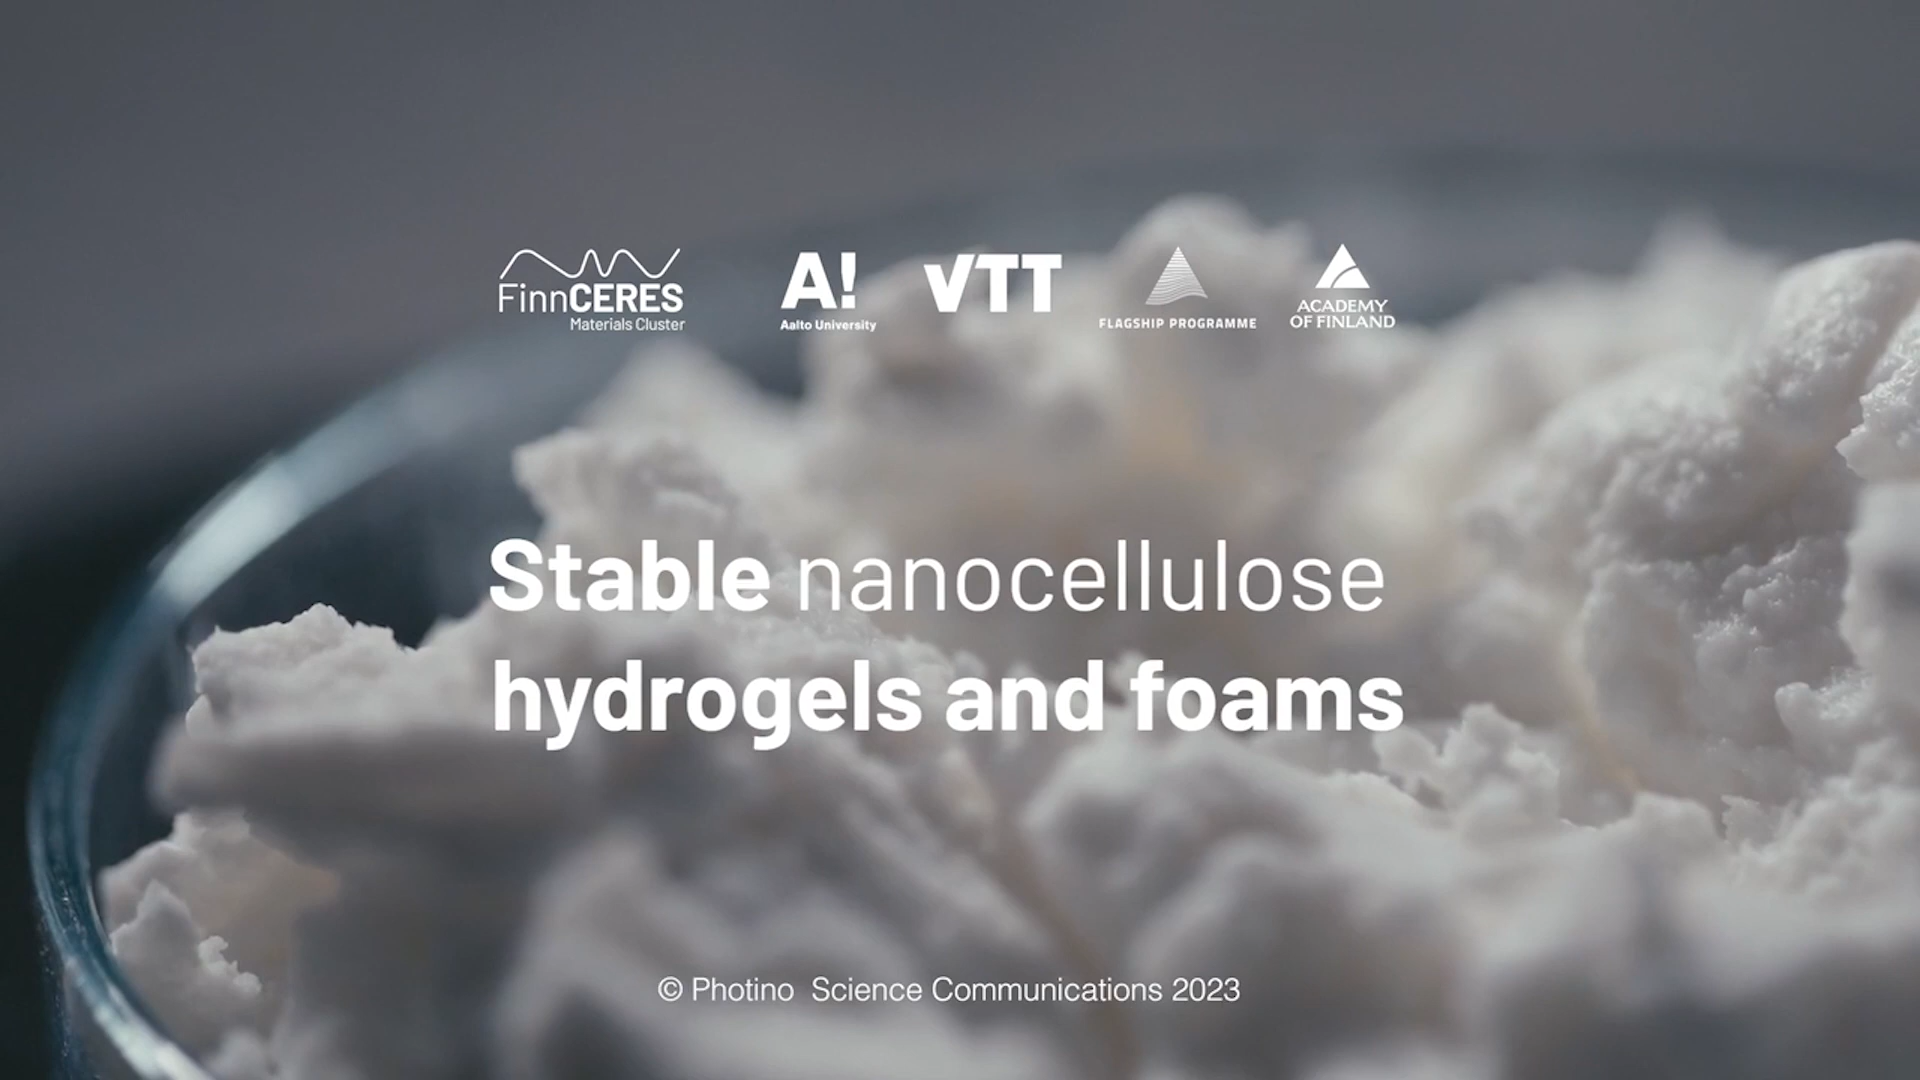 FinnCERES
Materials Cluster
A!
Aalto University
VTT
FLAGSHIP PROGRAMME
ACADEMY
OF FINLAND
Stable nanocellulose
hydrogels and foams
© Photino Science Communications 2023